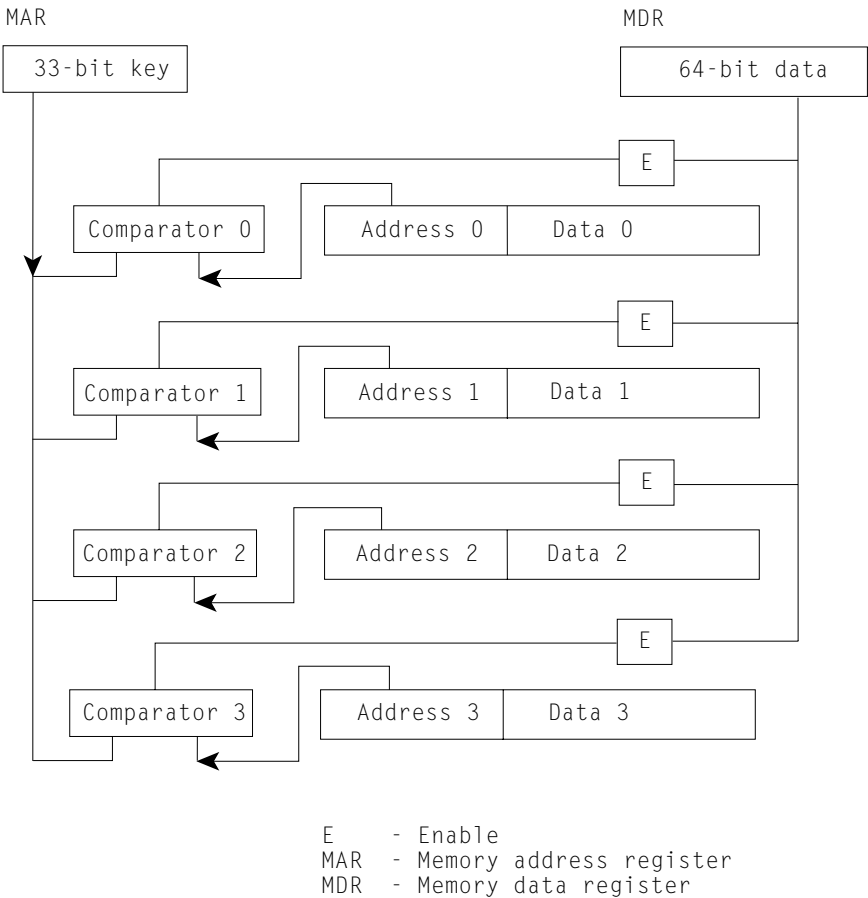 MAR
MDR
33-bit key
64-bit data
E
Comparator 0
Address 0
Data 0
E
Comparator 1
Address 1
Data 1
E
Comparator 2
Address 2
Data 2
E
Comparator 3
Address 3
Data 3
E - Enable
MAR - Memory address register
MDR - Memory data register